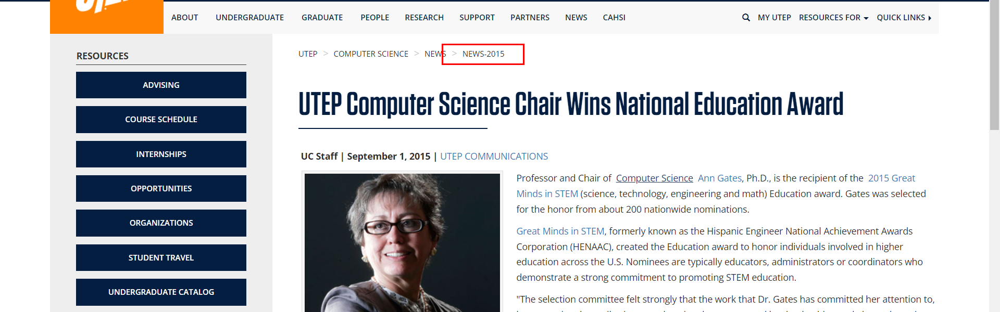 ABOUT UNDERGRADUATE GRADUATE PEOPLE RESEARCH SUPPORT PARTNERS NEWS CAHSI MY UTEP RESOURCES FOR QUICK LINKS
RESOURCES
ADVISING
COURSE SCHEDULE
INTERNSHIPS
OPPORTUNITIES
ORGANIZATIONS
STUDENT TRAVEL
UNDERGRADUATE CATALOG
UTEP > COMPUTER SCIENCE > NEWS > NEWS-2015
UTEP Computer Science Chair Wins National Education Award
UC Staff | September 1, 2015 | UTEP COMMUNICATIONS
Professor and Chair of Computer Science Ann Gates, Ph.D., is the recipient of the 2015 Great
Minds in STEM (science, technology, engineering and math) Education award. Gates was selected
for the honor from about 200 nationwide nominations.
Great Minds in STEM, formerly known as the Hispanic Engineer National Achievement Awards
Corporation (HENAAC), created the Education award to honor individuals involved in higher
education across the U.S. Nominees are typically educators, administrators or coordinators who
demonstrate a strong commitment to promoting STEM education.
"The selection committee felt strongly that the work that Dr. Gates has committed her attention to,